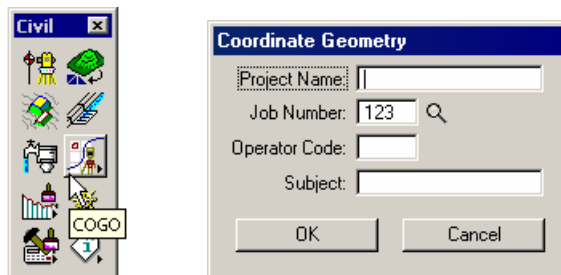 Civil
COGO
Coordinate Geometry
Project Name:
Job Number: 123
Operator Code:
Subject:
OK Cancel